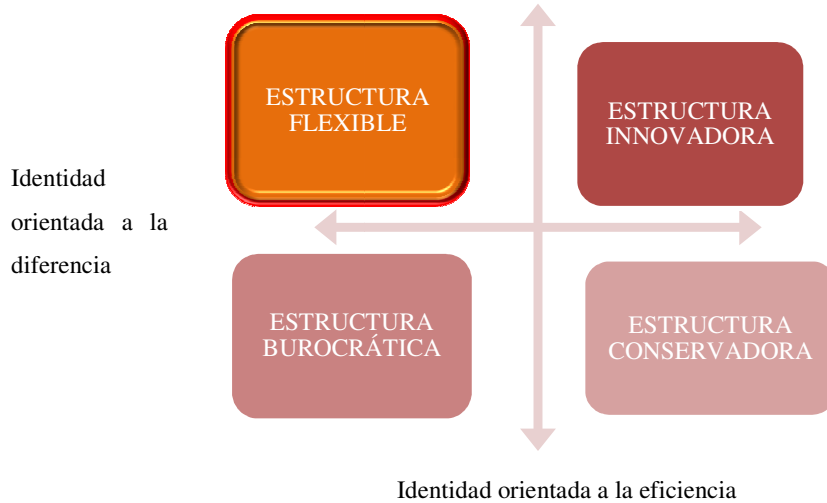 ESTRUCTURA
FLEXIBLE
ESTRUCTURA
INNOVADORA
Identidad
orientada a la
diferencia
ESTRUCTURA
BUROCRÁTICA
ESTRUCTURA
CONSERVADORA
Identidad orientada a la eficiencia